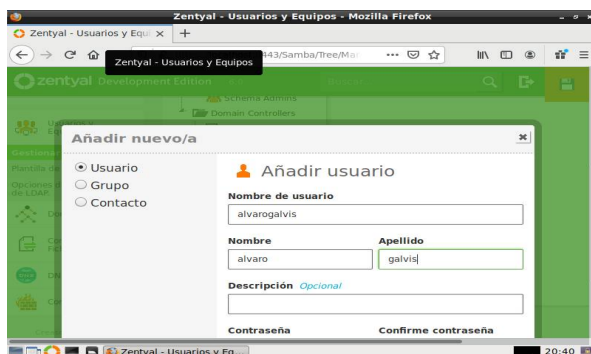 Zentyal - Usuarios y Equipos - Mozilla Firefox
Zentyal - Usuarios y Equi
443/Samba/Tree/Ma
Zentyal - Usuarios y Equipos
zentyal Development Edition
Schema Admins
Domain Controllers
Añadir nuevo/a
Usuario
Grupo
Contacto
Añadir usuario
Nombre de usuario
alvarogalvis
Nombre
Apellido
alvaro
galvis
Descripción Opcional
Contraseña
Confirme contraseña
Zentyal - Usuarios y Eq...
20:40